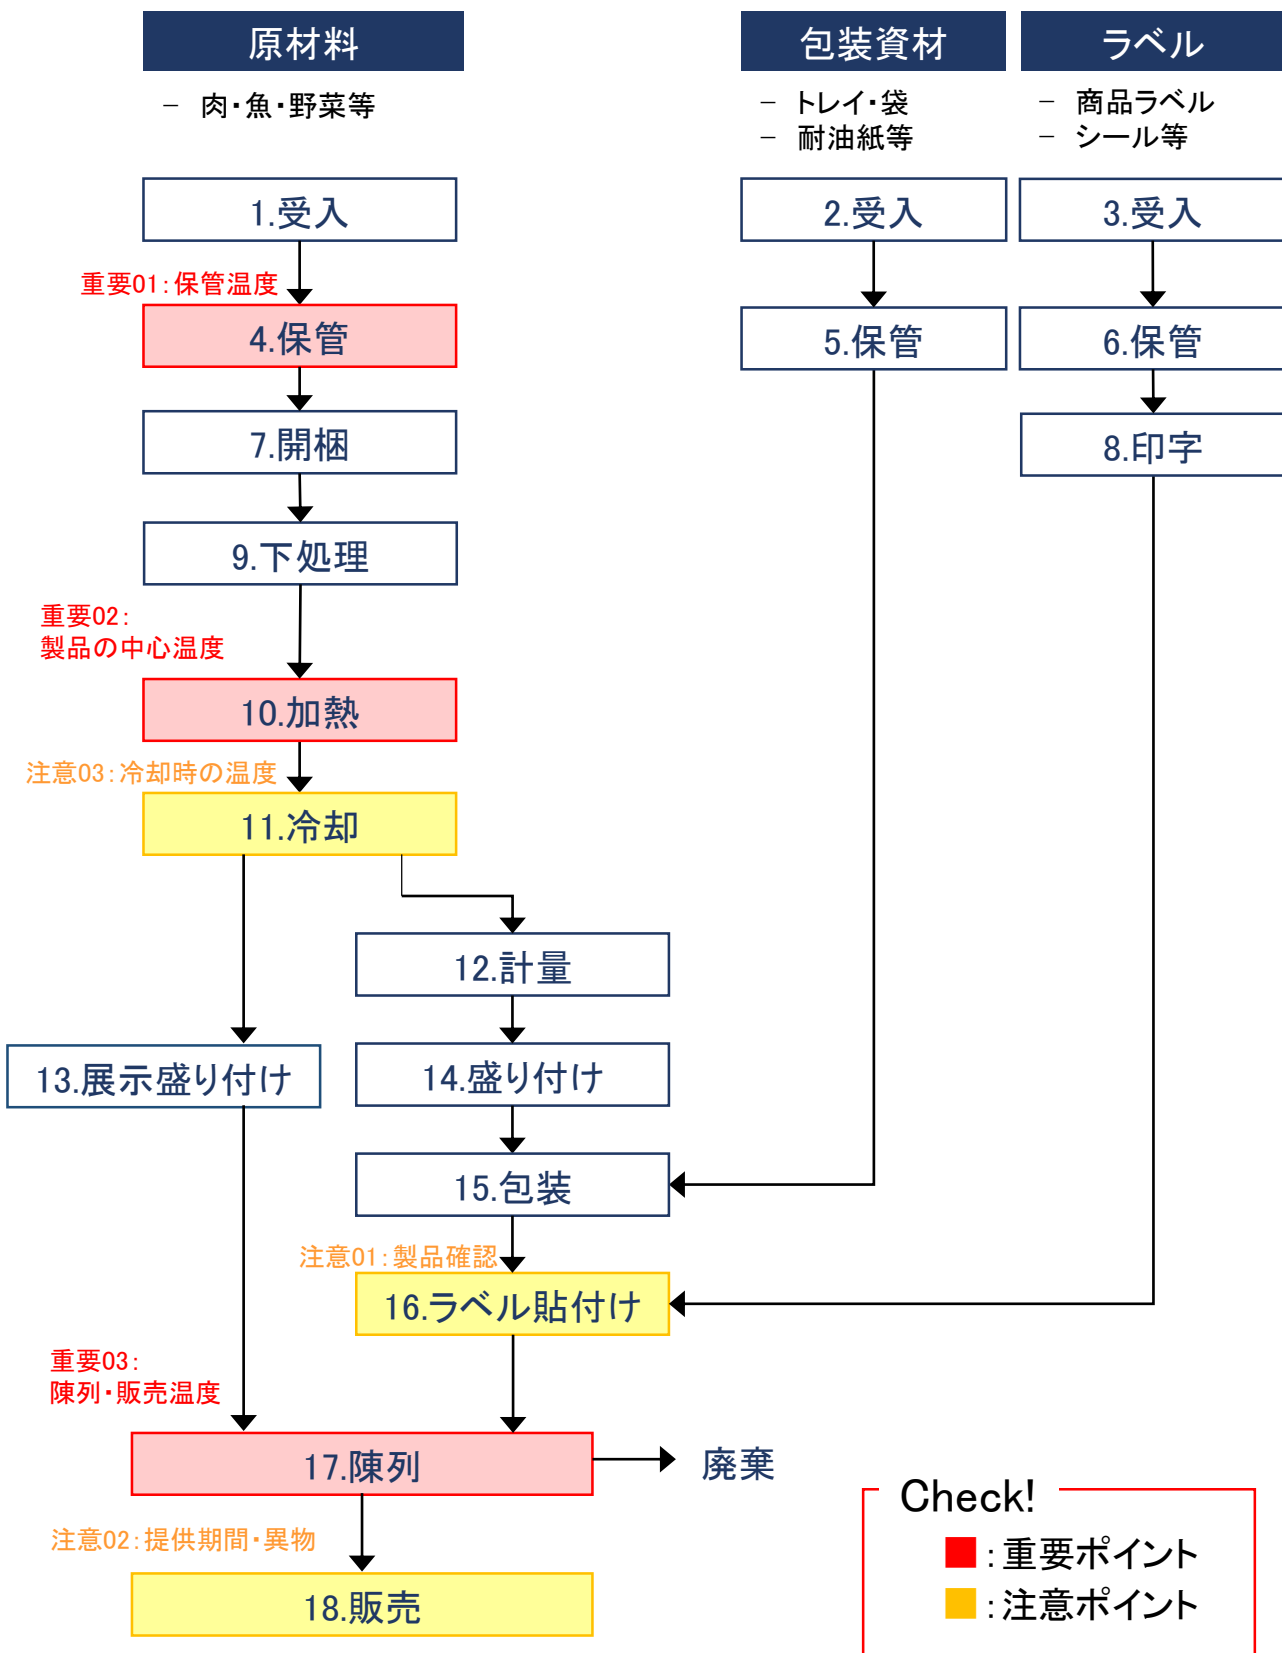 原材料
包装資材
ラベル
－ 肉・魚・野菜等
－ トレイ・袋
－ 耐油紙等
－ 商品ラベル
－ シール等
1.受入
2.受入
3.受入
重要01：保管温度
4.保管
5.保管
6.保管
7.開梱
8.印字
9.下処理
重要02：
製品の中心温度
10.加熱
注意03：冷却時の温度
11.冷却
12.計量
13.展示盛り付け
14.盛り付け
15.包装
注意01：製品確認
16.ラベル貼付け
重要03：
陳列・販売温度
17.陳列
廃棄
注意02：提供期間・異物
18.販売
Check!
：重要ポイント
：注意ポイント